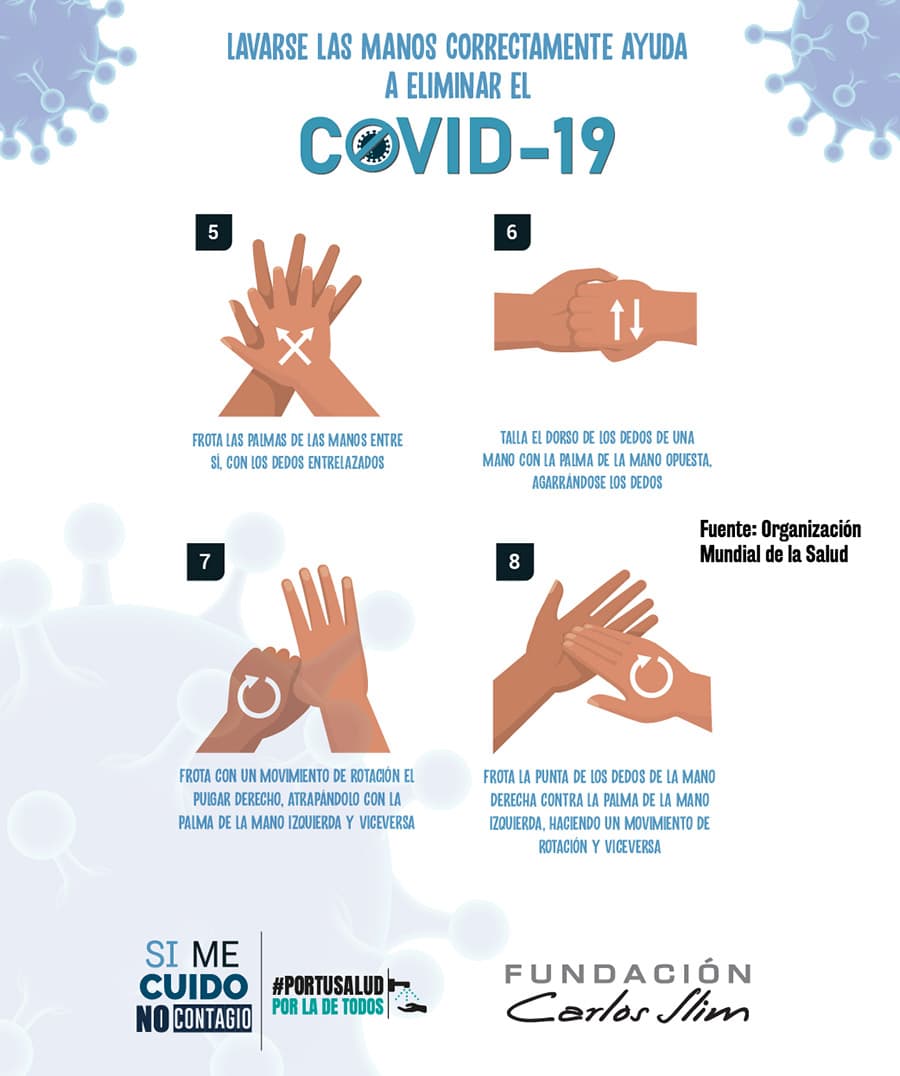 LAVARSE LAS MANOS CORRECTAMENTE AYUDA
A ELIMINAR EL
COVID-19
5
FROTA LAS PALMAS DE LAS MANOS ENTRE
SÍ, CON LOS DEDOS ENTRELAZADOS
6
TALLA EL DORSO DE LOS DEDOS DE UNA
MANO CON LA PALMA DE LA MANO OPUESTA,
AGARRÁNDOSE LOS DEDOS
Fuente: Organización
Mundial de la Salud
7
FROTA CON UN MOVIMIENTO DE ROTACIÓN EL
PULGAR DERECHO, ATRAPÁNDOLO CON LA
PALMA DE LA MANO IZQUIERDA Y VICEVERSA
8
FROTA LA PUNTA DE LOS DEDOS DE LA MANO
DERECHA CONTRA LA PALMA DE LA MANO
IZQUIERDA, HACIENDO UN MOVIMIENTO DE
ROTACIÓN Y VICEVERSA
SI ME
CUIDO
NO CONTAGIO
#PORTUSALUD
POR LA DE TODOS
FUNDACIÓN
Carlos Slim